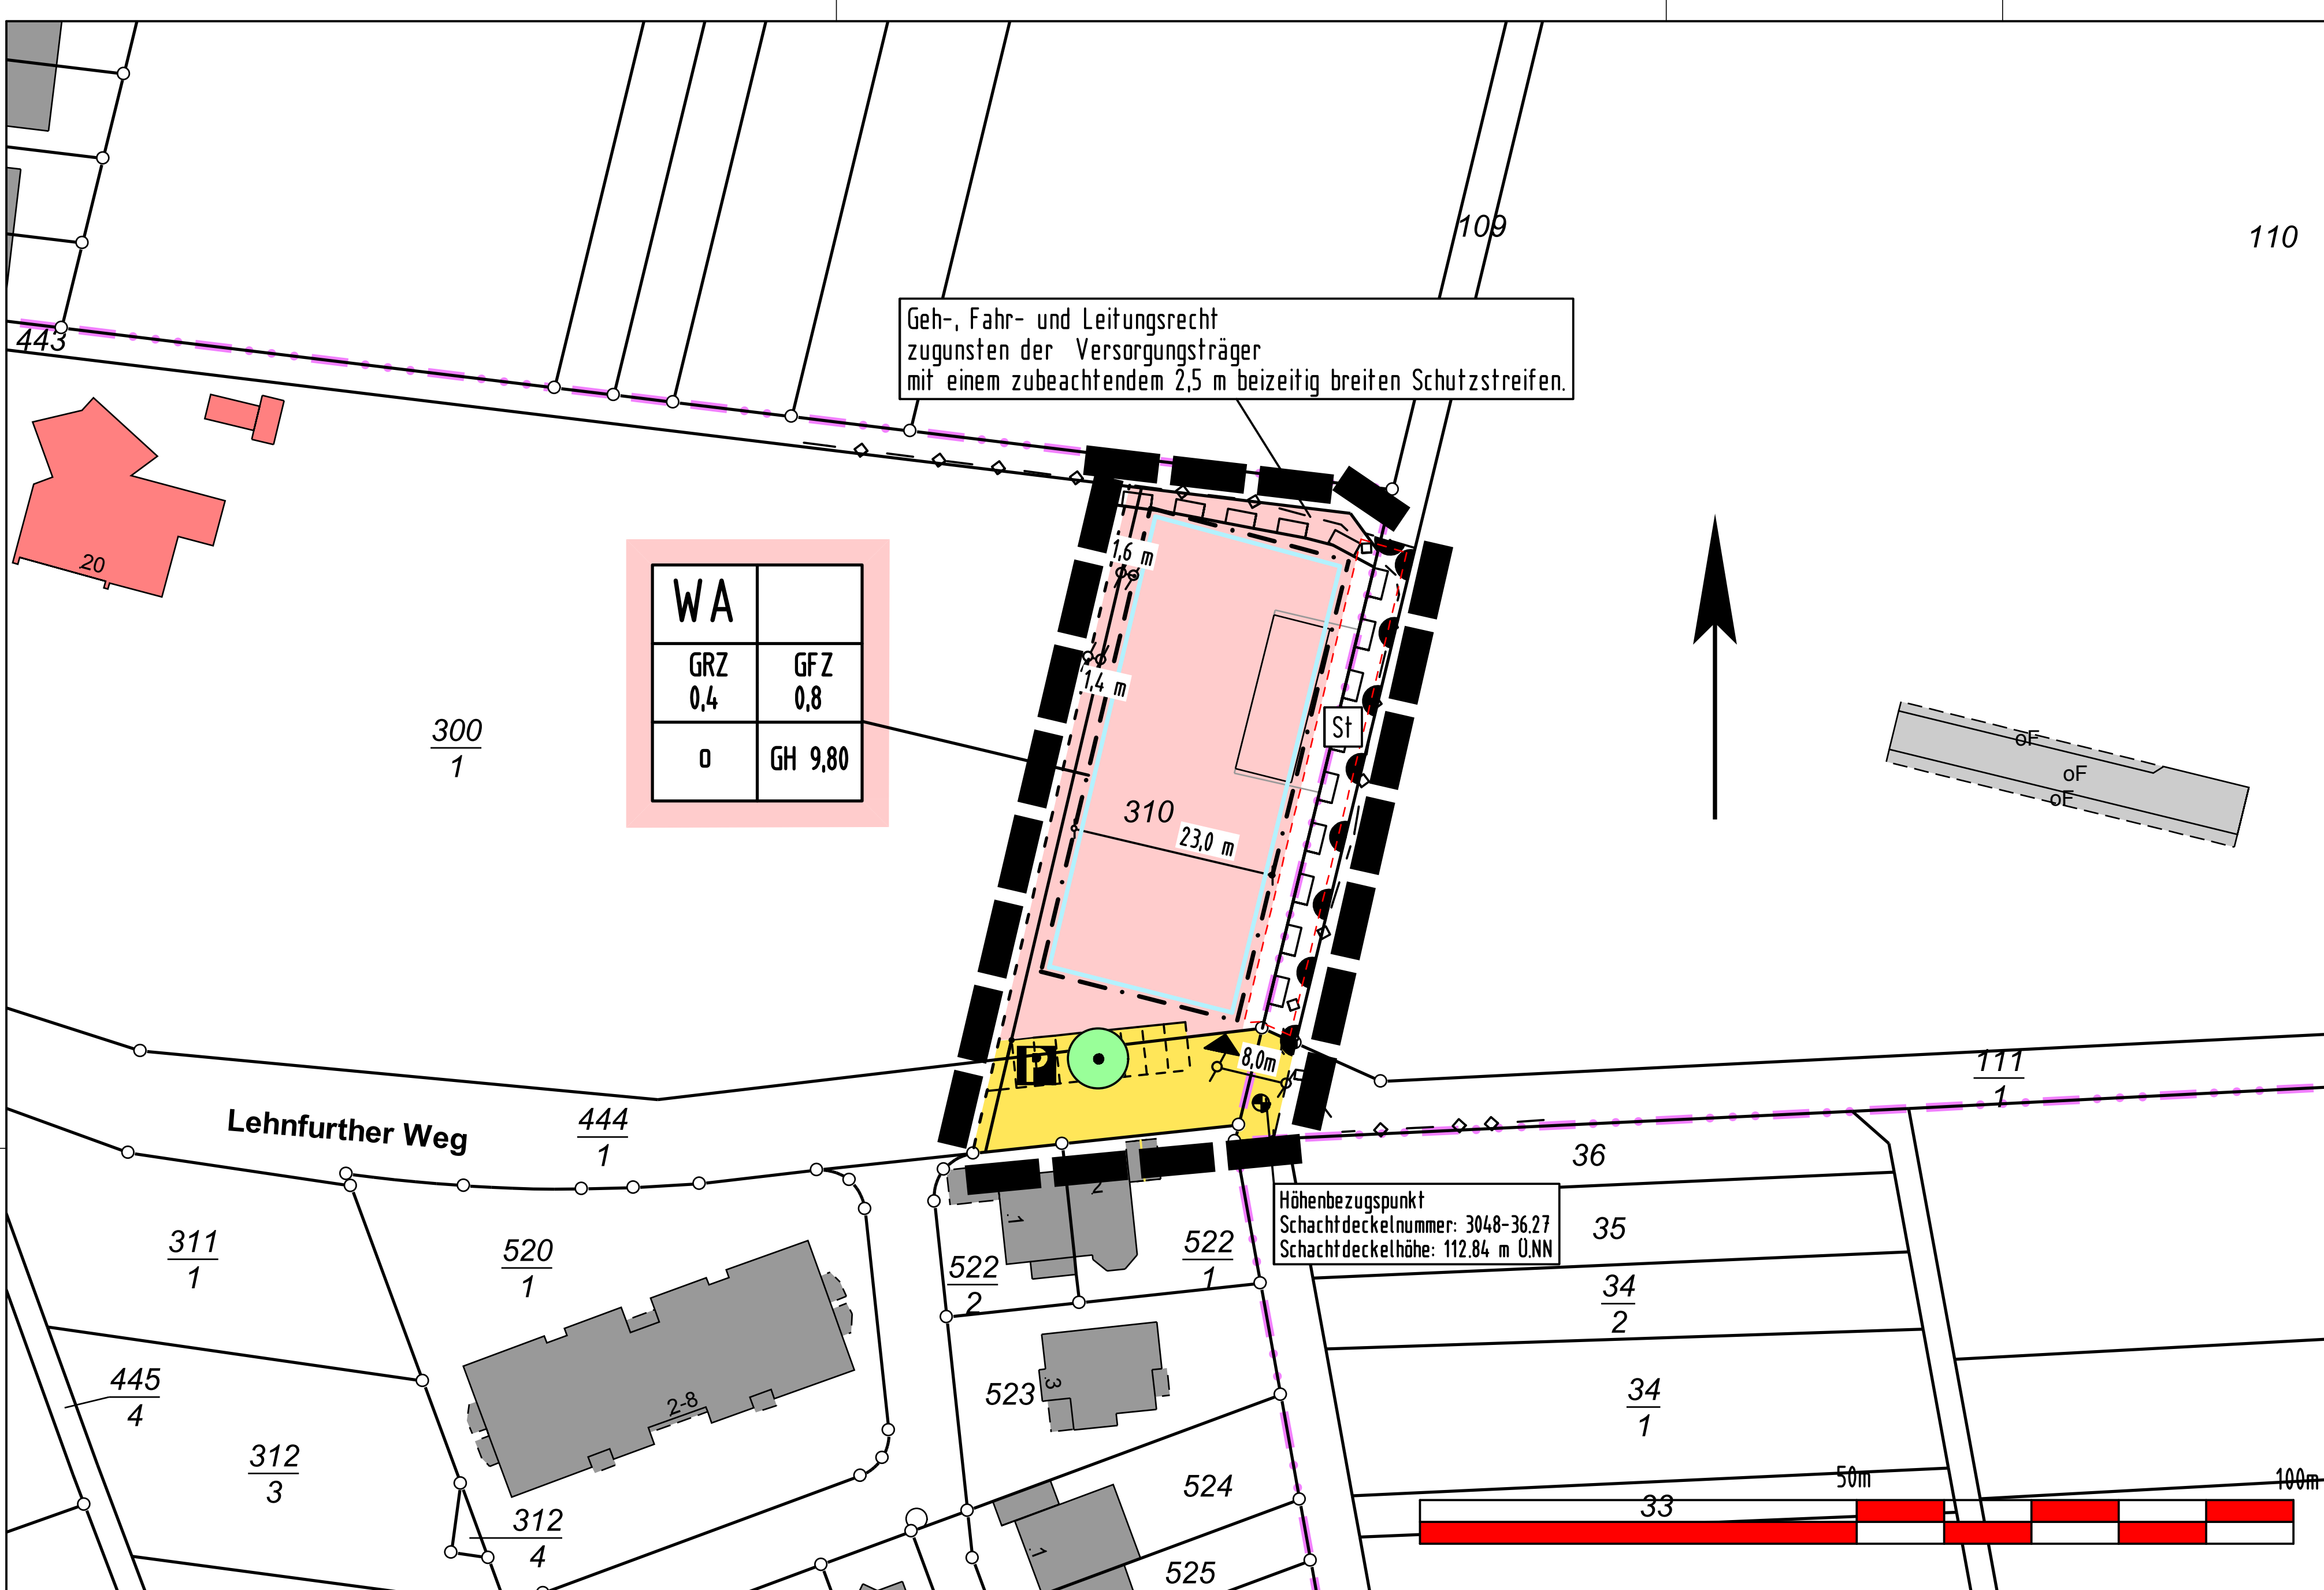 109
110
443
Geh-, Fahr- und Leitungsrecht
zugunsten der Versorgungsträger
mit einem zubeachtendem 2,5 m beizeitig breiten Schutzstreifen.
20
1,6 m
WA
GRZ
0,4
GFZ
0,8
o
GH 9,80
1,4 m
300
1
St
oF
oF
oF
310
23,0 m
P
8,0m
111
1
Lehnfurther Weg
444
1
36
2
1
Höhenbezugspunkt
Schachtdeckelnummer: 3048-36.27
Schachtdeckelhöhe: 112.84 m Ü.NN
35
311
1
520
1
522
2
522
1
34
2
445
4
2-8
523
3
34
1
312
3
524
50m
100m
33
312
4
1
525